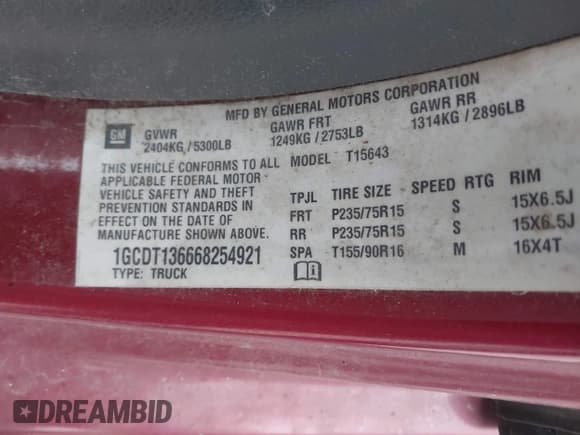 MFD BY GENERAL MOTORS CORPORATION
GM
GVWR GAWR FRT GAWR RR
2404KG / 5300LB 1249KG / 2753LB 1314KG / 2896LB
THIS VEHICLE CONFORMS TO ALL MODEL T15643
APPLICABLE FEDERAL MOTOR
VEHICLE SAFETY AND THEFT
PREVENTION STANDARDS IN
EFFECT ON THE DATE OF
MANUFACTURE SHOWN ABOVE.
1GCDT136668254921
TYPE: TRUCK
TPJL TIRE SIZE SPEED RTG RIM
FRT P235/75R15 S 15X6.5J
RR P235/75R15 S 15X6.5J
SPA T155/90R16 M 16X4T
DREAMBID